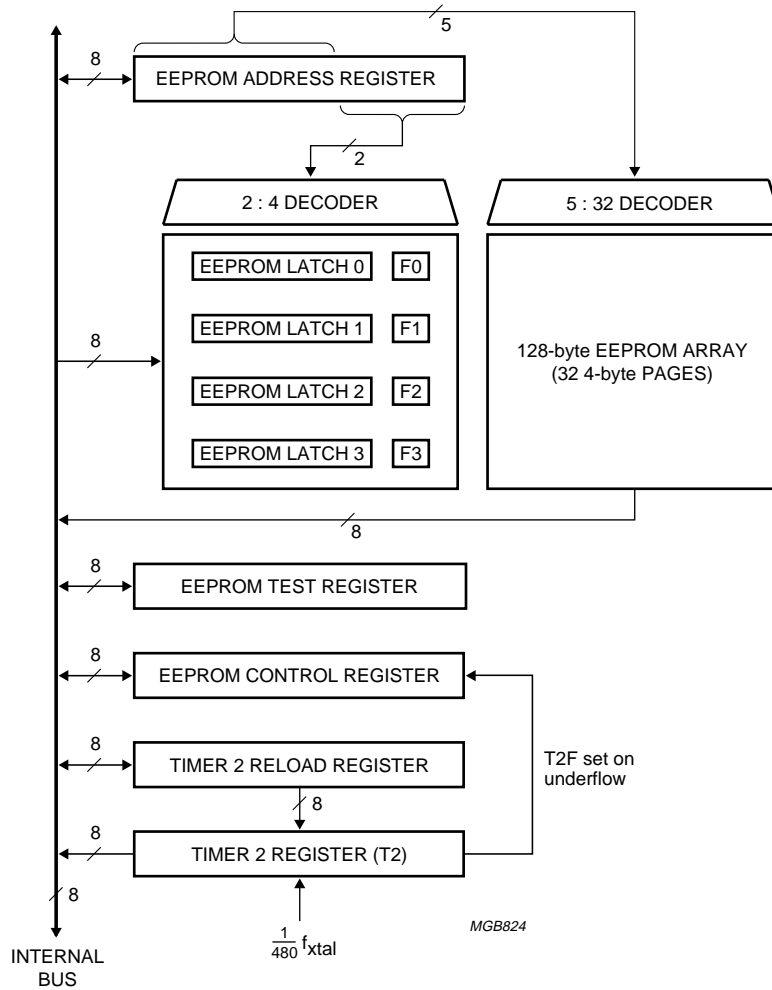 5
8
EEPROM ADDRESS REGISTER
2
2 : 4 DECODER
5 : 32 DECODER
EEPROM LATCH 0 F0
EEPROM LATCH 1 F1
8
128-byte EEPROM ARRAY
(32 4-byte PAGES)
EEPROM LATCH 2 F2
EEPROM LATCH 3 F3
8
8
EEPROM TEST REGISTER
8
EEPROM CONTROL REGISTER
8
TIMER 2 RELOAD REGISTER
T2F set on
underflow
8
8
TIMER 2 REGISTER (T2)
8
1/480 fxtal
MGB824
INTERNAL
BUS